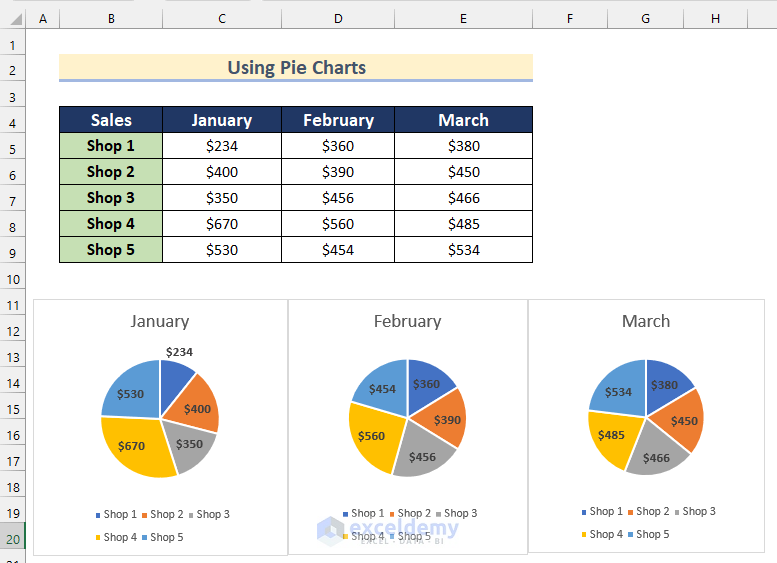 A B C D E F G H
1
2 Using Pie Charts
3
4 Sales January February March
5 Shop 1 $234 $360 $380
6 Shop 2 $400 $390 $450
7 Shop 3 $350 $456 $466
8 Shop 4 $670 $560 $485
9 Shop 5 $530 $454 $534
10
11
12 January February March
13 $234
14 $530 $454 $360 $534 $380
15 $400 $390 $450
16 $670 $350 $560 $456 $485 $466
17
18
19 Shop 1 Shop 2 Shop 3 Shop 1 Shop 2 Shop 3 Shop 1 Shop 2 Shop 3
20 Shop 4 Shop 5 Shop 4 Shop 5 Shop 4 Shop 5
exceldemy
EXCEL · DATA · BI